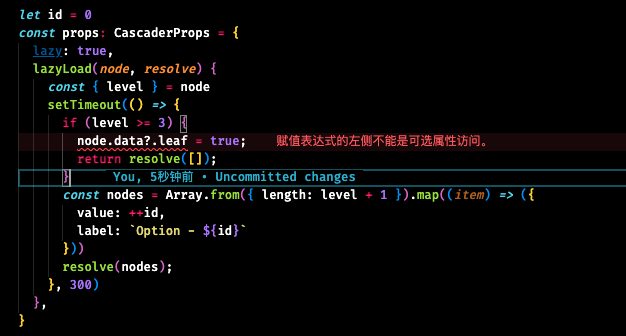 let id = 0
const props: CascaderProps = {
  lazy: true,
  lazyLoad(node, resolve) {
    const { level } = node
    setTimeout(() => {
      if (level >= 3) {
        node.data?.leaf = true;    赋值表达式的左侧不能是可选属性访问。
        return resolve([]);
      }    You, 5秒钟前 • Uncommitted changes
      const nodes = Array.from({ length: level + 1 }).map((item) => ({
        value: ++id,
        label: `Option - ${id}`
      }))
      resolve(nodes);
    }, 300)
  },
}